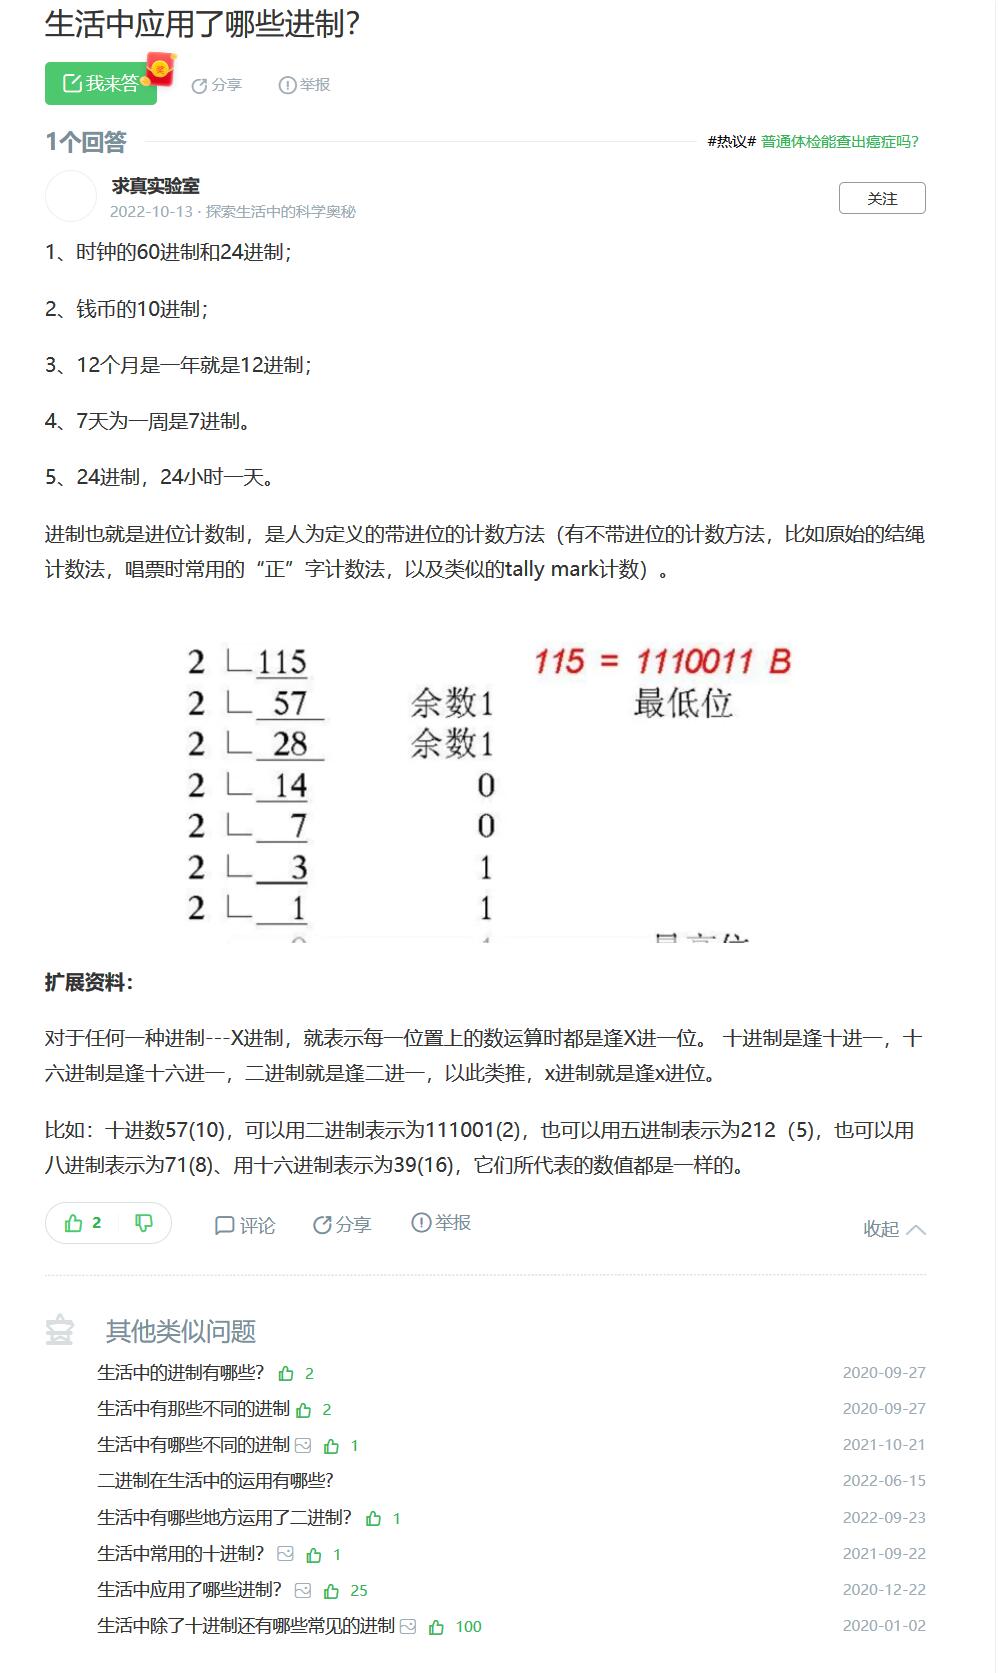 生活中应用了哪些进制？
我来答 分享 举报
1个回答 #热议# 普通体检能查出癌症吗?
求真实验室
2022-10-13 · 探索生活中的科学奥秘
关注
1、时钟的60进制和24进制；
2、钱币的10进制；
3、12个月是一年就是12进制；
4、7天为一周是7进制。
5、24进制，24小时一天。
进制也就是进位计数制，是人为定义的带进位的计数方法（有不带进位的计数方法，比如原始的结绳
计数法，唱票时常用的“正”字计数法，以及类似的tally mark计数）。
2 115 115 = 1110011 B
2 57 余数1 最低位
2 28 余数1
2 14 0
2 7 0
2 3 1
2 1 1
扩展资料：
对于任何一种进制---X进制，就表示每一位置上的数运算时都是逢X进一位。 十进制是逢十进一，十
六进制是逢十六进一，二进制就是逢二进一，以此类推，x进制就是逢x进位。
比如：十进数57(10)，可以用二进制表示为111001(2)，也可以用五进制表示为212（5)，也可以用
八进制表示为71(8)、用十六进制表示为39(16)，它们所代表的数值都是一样的。
2 评论 分享 举报 收起
其他类似问题
生活中的进制有哪些？ 2 2020-09-27
生活中有那些不同的进制 2 2020-09-27
生活中有哪些不同的进制 1 2021-10-21
二进制在生活中的运用有哪些? 2022-06-15
生活中有哪些地方运用了二进制？ 1 2022-09-23
生活中常用的十进制？ 1 2021-09-22
生活中应用了哪些进制？ 25 2020-12-22
生活中除了十进制还有哪些常见的进制 100 2020-01-02